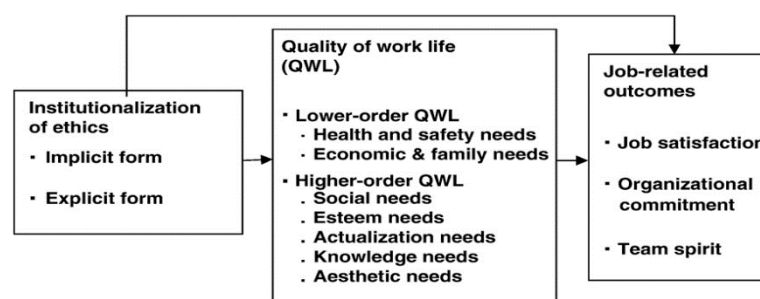 Institutionalization
of ethics
· Implicit form
· Explicit form
Quality of work life
(QWL)
· Lower-order QWL
· Health and safety needs
· Economic & family needs
· Higher-order QWL
. Social needs
. Esteem needs
. Actualization needs
. Knowledge needs
. Aesthetic needs
Job-related
outcomes
· Job satisfaction
· Organizational
commitment
· Team spirit